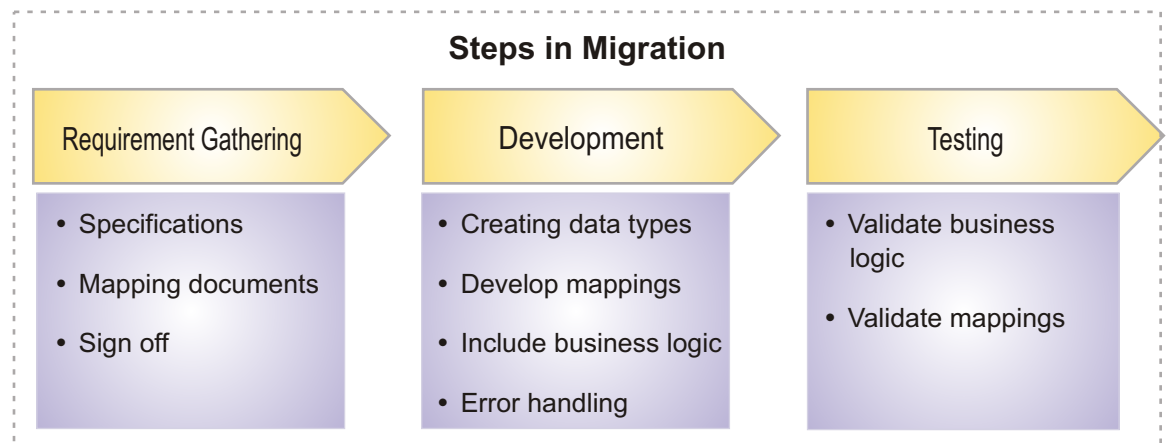 Steps in Migration
Requirement Gathering
• Specifications
• Mapping documents
• Sign off
Development
• Creating data types
• Develop mappings
• Include business logic
• Error handling
Testing
• Validate business
logic
• Validate mappings